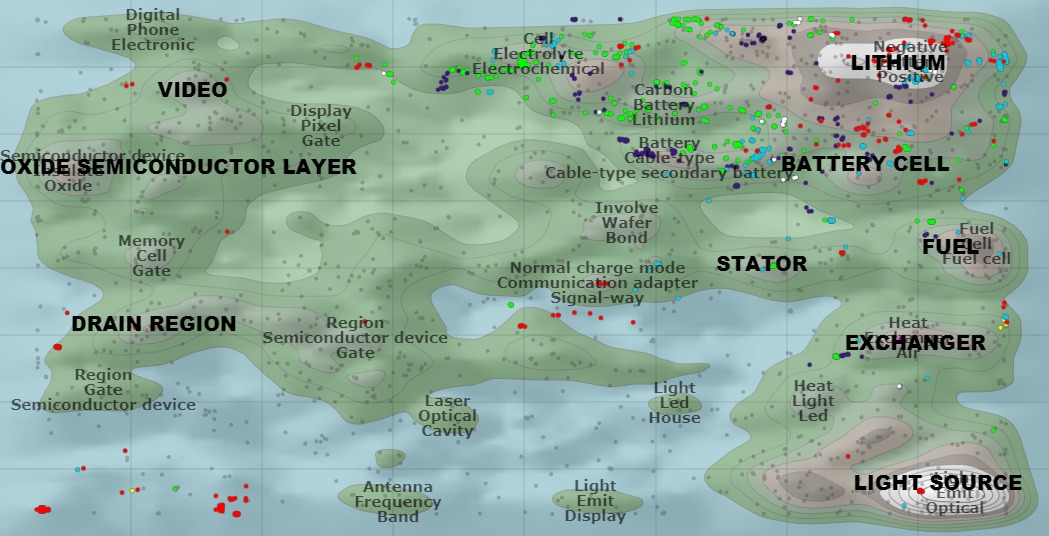 Digital
Phone
Electronic
VIDEO
Display
Pixel
Gate
Cell
Electrolyte
Electrochemical
Carbon
Battery
Lithium
Negative
Positive
LITHIUM
Semiconductor device
Insulate
Oxide
OXIDE SEMICONDUCTOR LAYER
Battery
Cable-type
Cable-type secondary battery
BATTERY CELL
Involve
Wafer
Bond
Memory
Cell
Gate
Fuel
Cell
Fuel cell
FUEL
STATOR
Normal charge mode
Communication adapter
Signal-way
DRAIN REGION
Region
Semiconductor device
Gate
Heat
Air
EXCHANGER
Region
Gate
Semiconductor device
Laser
Optical
Cavity
Light
Led
House
Heat
Light
Led
Antenna
Frequency
Band
Light
Emit
Display
LIGHT SOURCE
Emit
Optical